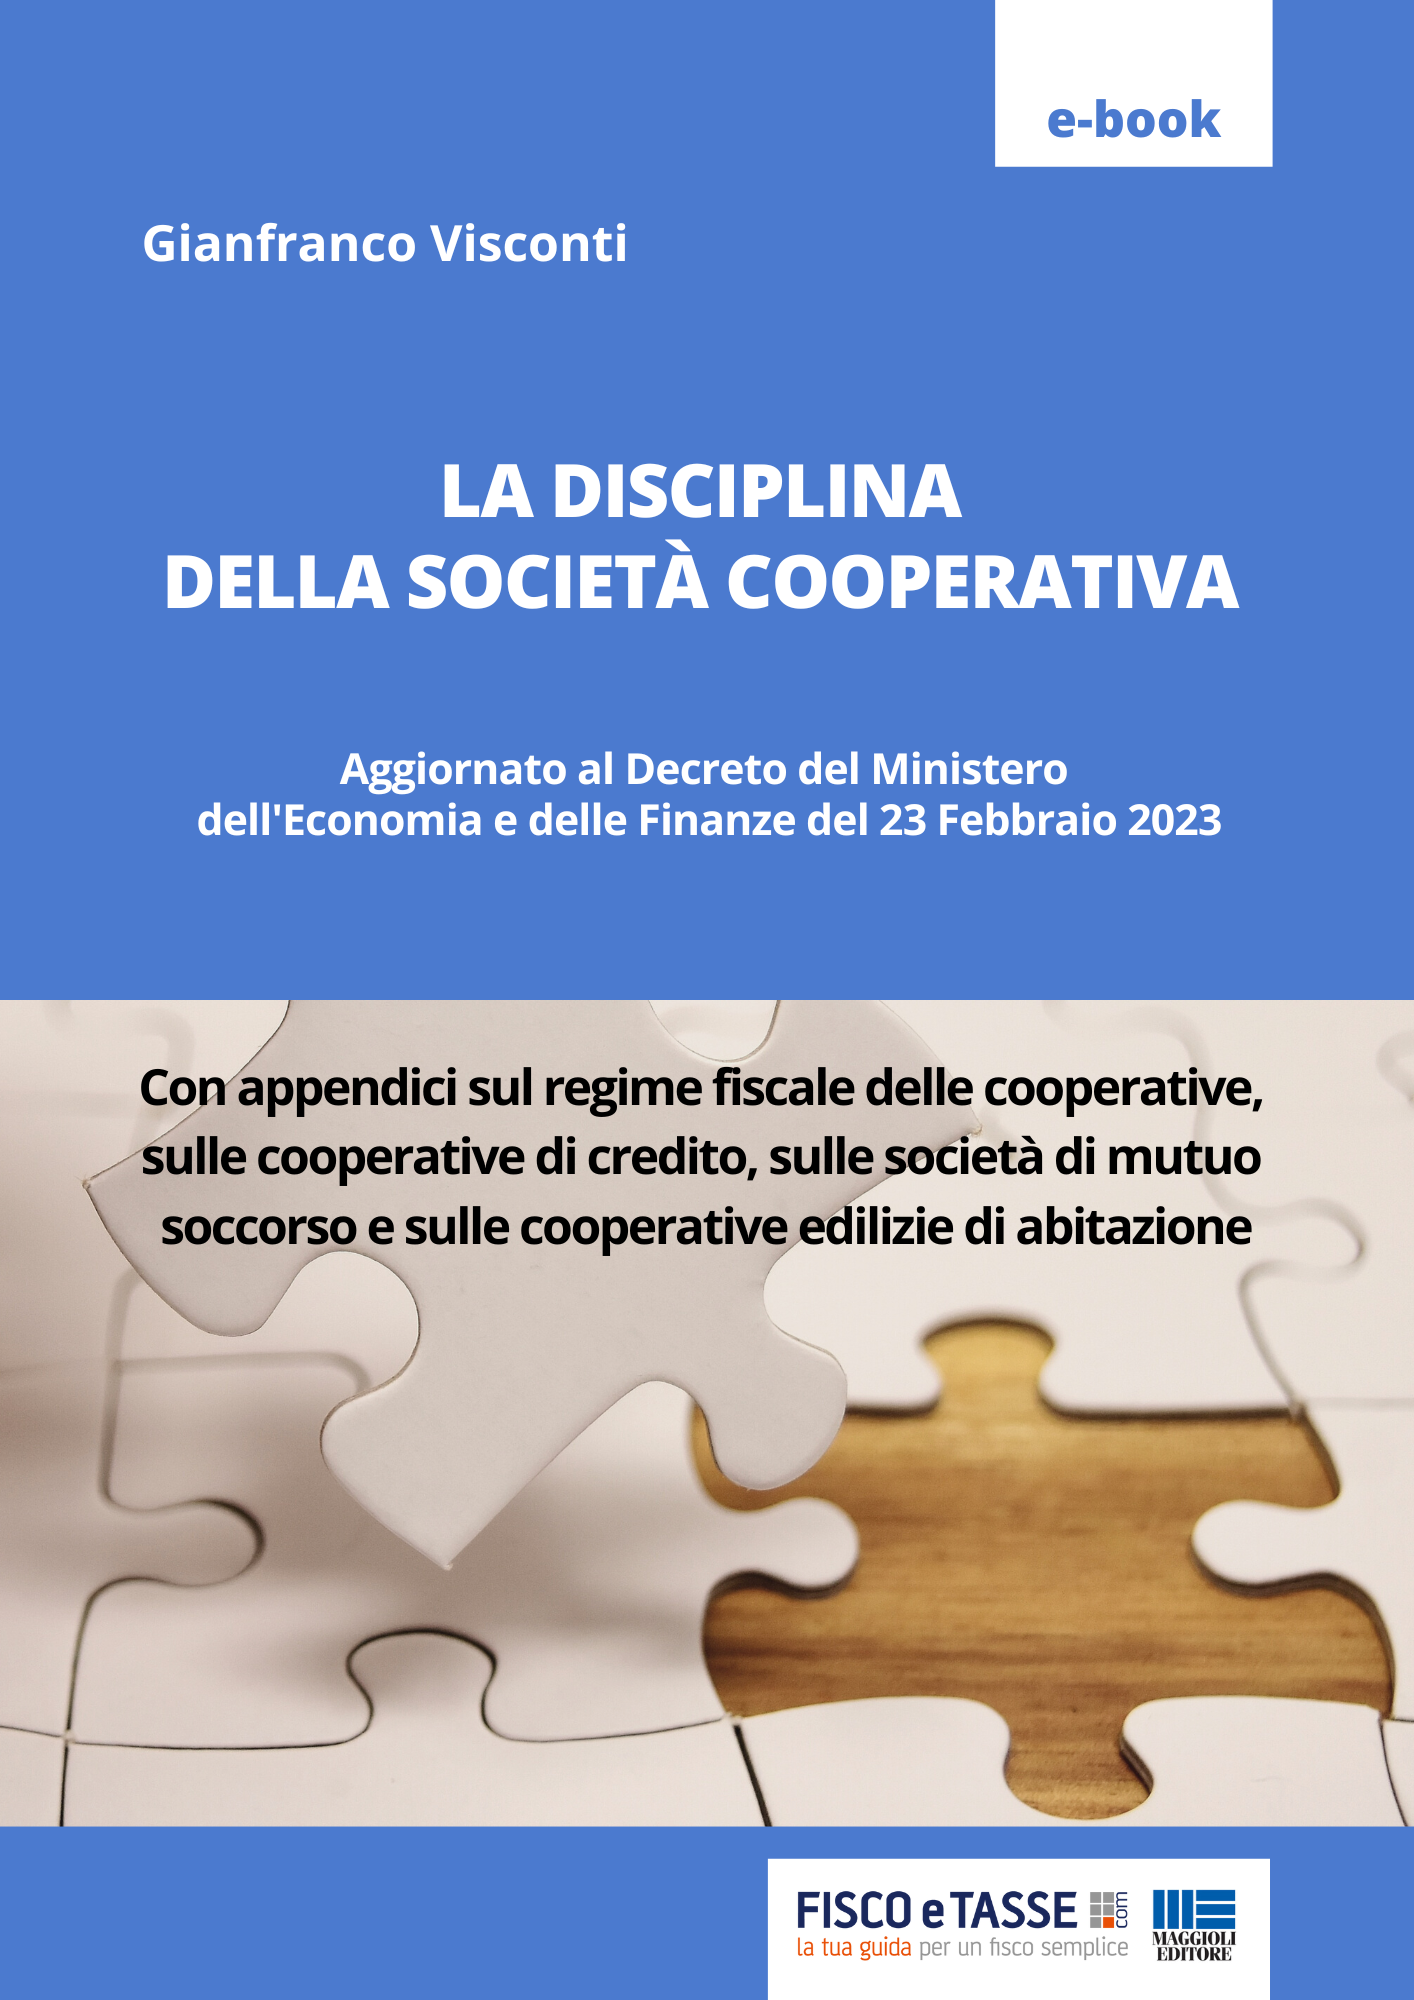 e-book
Gianfranco Visconti
LA DISCIPLINA
DELLA SOCIETÀ COOPERATIVA
Aggiornato al Decreto del Ministero
dell'Economia e delle Finanze del 23 Febbraio 2023
Con appendici sul regime fiscale delle cooperative,
sulle cooperative di credito, sulle società di mutuo
soccorso e sulle cooperative edilizie di abitazione
FISCO e TASSE com
la tua guida per un fisco semplice
MAGGIOLI
EDITORE